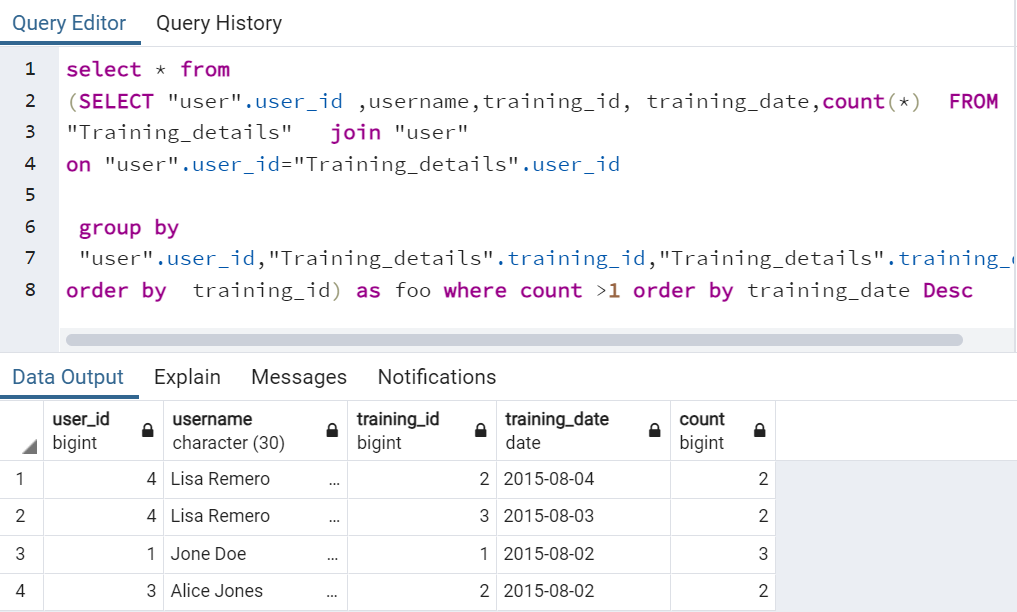 Query Editor Query History
1 select * from
2 (SELECT "user".user_id ,username,training_id, training_date,count(*) FROM
3 "Training_details" join "user"
4 on "user".user_id="Training_details".user_id
5
6 group by
7 "user".user_id,"Training_details".training_id,"Training_details".training_
8 order by training_id) as foo where count >1 order by training_date Desc
Data Output Explain Messages Notifications
user_id username training_id training_date count
bigint character (30) bigint date bigint
1 4 Lisa Remero ... 2 2015-08-04 2
2 4 Lisa Remero ... 3 2015-08-03 2
3 1 Jone Doe ... 1 2015-08-02 3
4 3 Alice Jones ... 2 2015-08-02 2